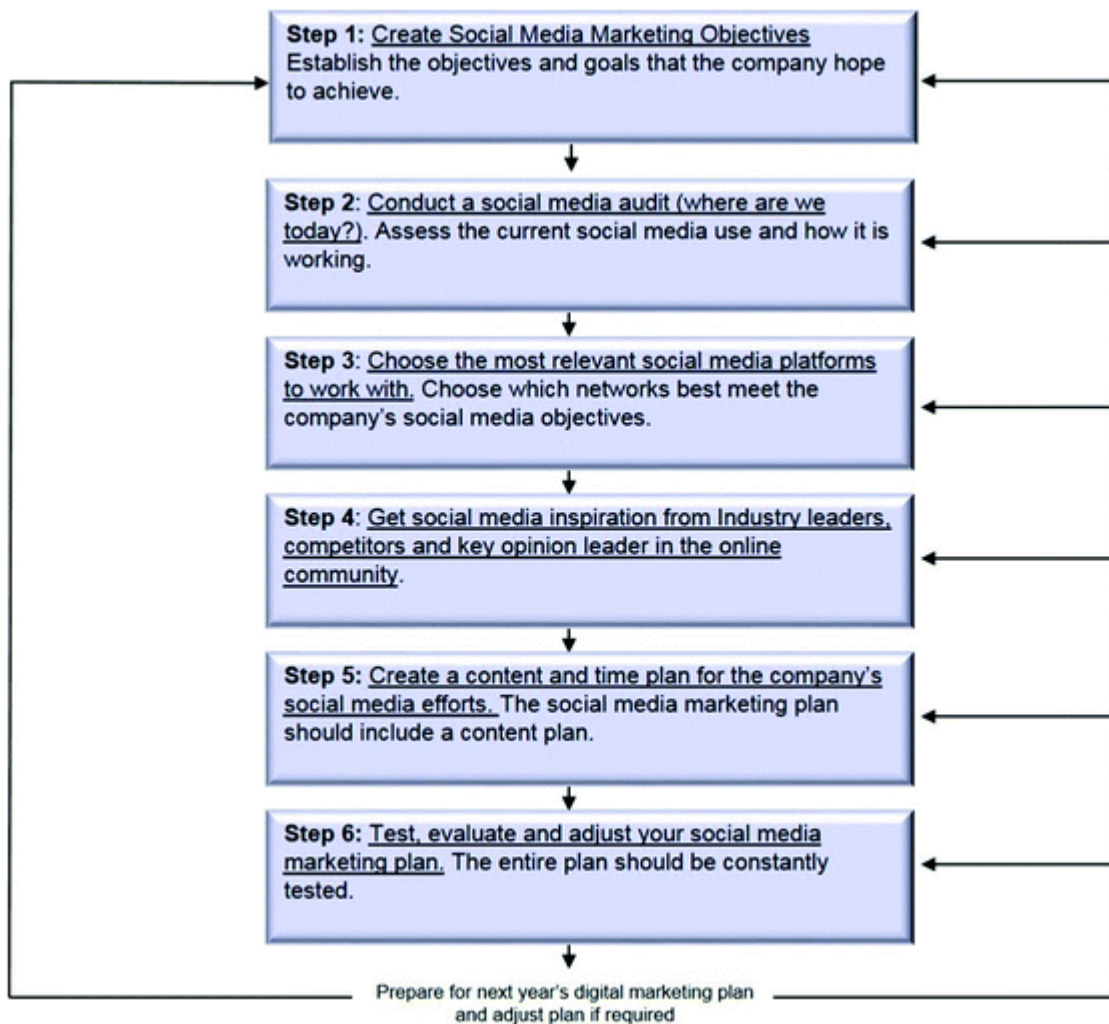 Step 1: Create Social Media Marketing Objectives
Establish the objectives and goals that the company hope
to achieve.
Step 2: Conduct a social media audit (where are we
today?). Assess the current social media use and how it is
working.
Step 3: Choose the most relevant social media platforms
to work with. Choose which networks best meet the
company's social media objectives.
Step 4: Get social media inspiration from Industry leaders,
competitors and key opinion leader in the online
community.
Step 5: Create a content and time plan for the company's
social media efforts. The social media marketing plan
should include a content plan.
Step 6: Test, evaluate and adjust your social media
marketing plan. The entire plan should be constantly
tested.
Prepare for next year's digital marketing plan
and adjust plan if required